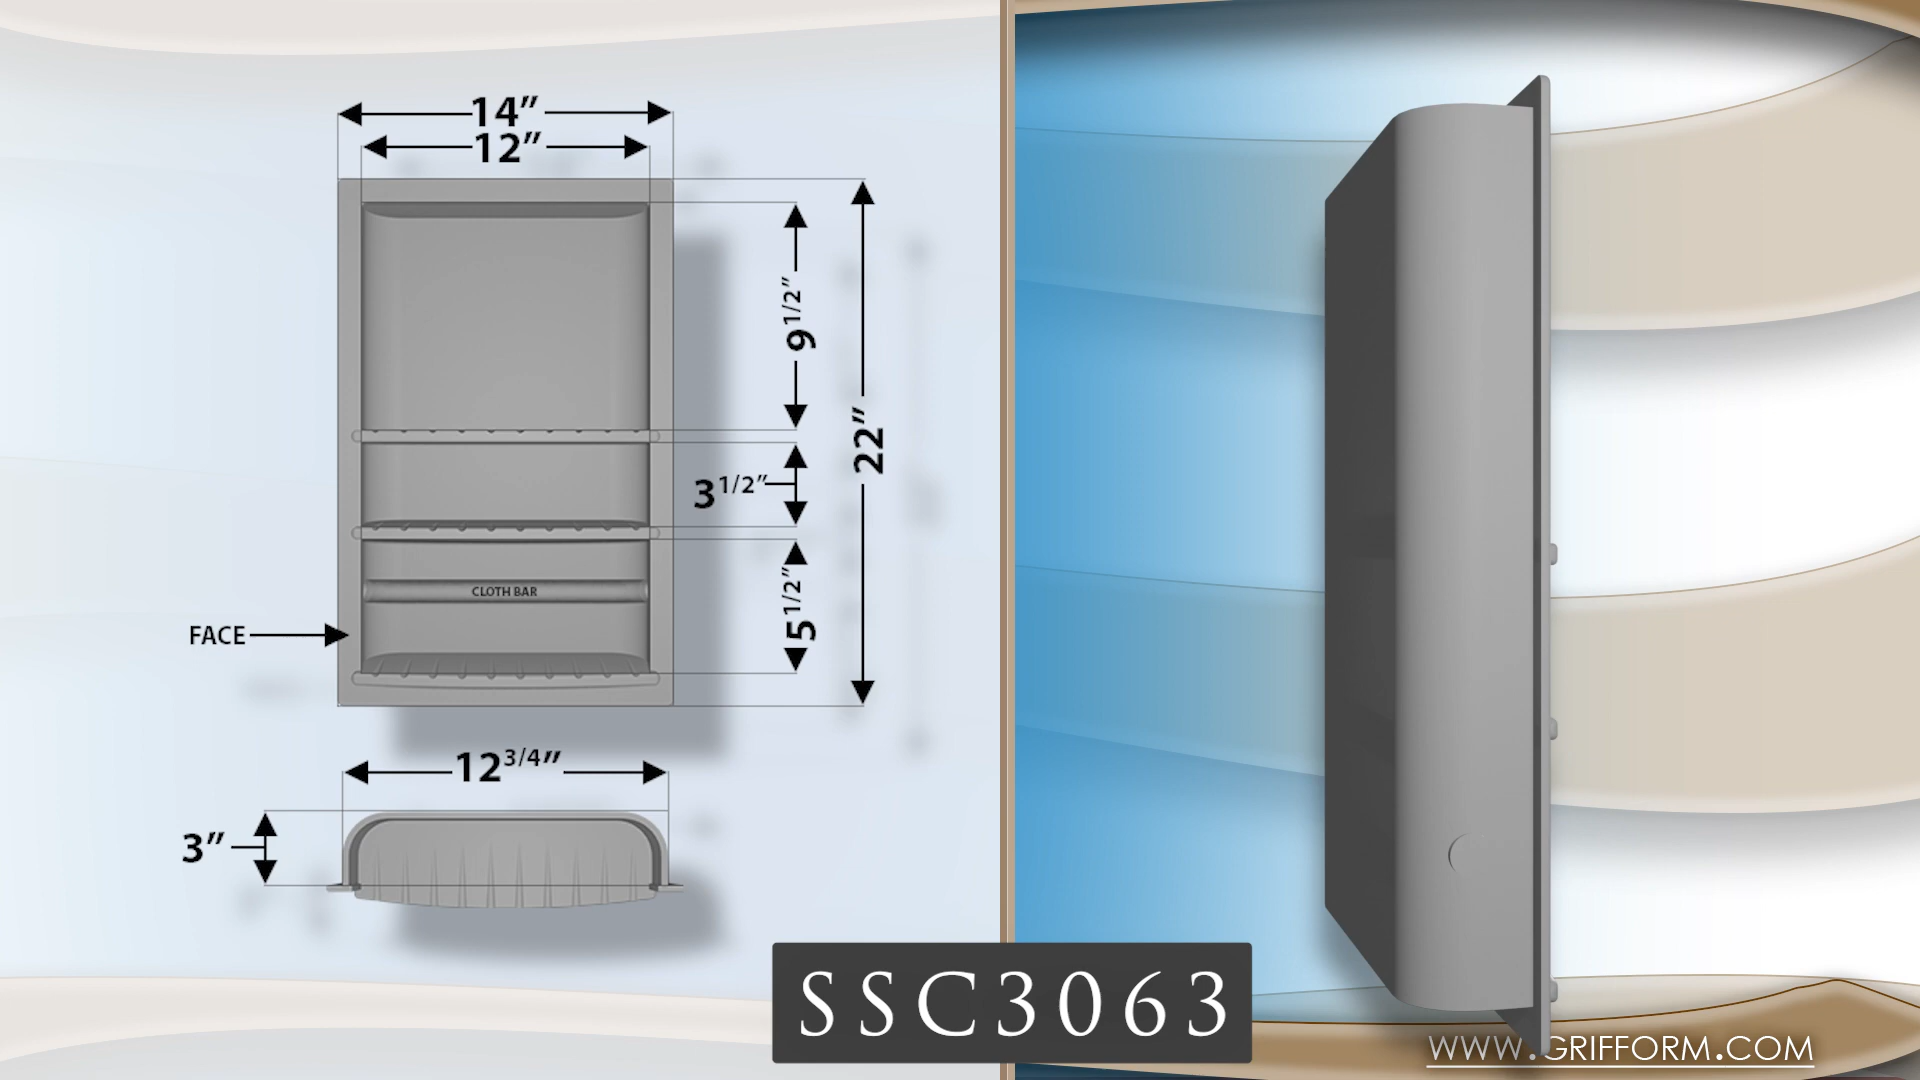 14”
12”
9 1/2”
22”
3 1/2”
5 1/2”
CLOTH BAR
FACE
12 3/4”
3”
SSC3063
WWW.GRIFFORM.COM